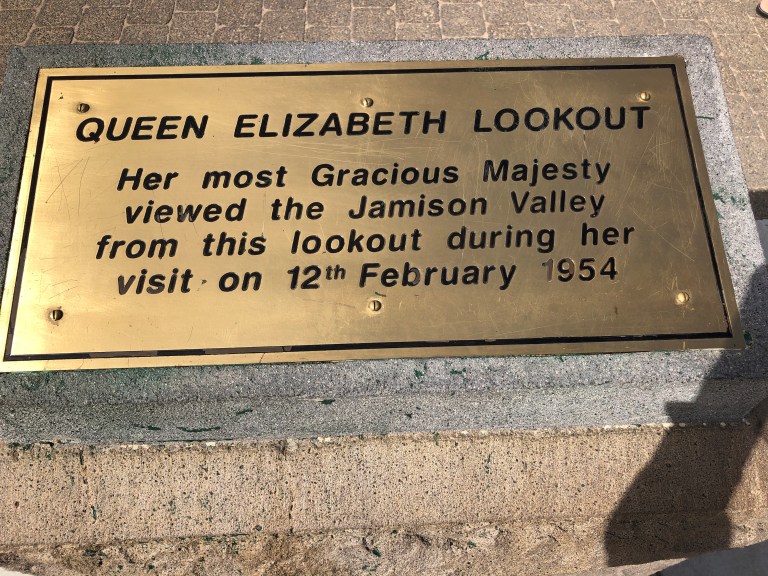 QUEEN ELIZABETH LOOKOUT
Her most Gracious Majesty
viewed the Jamison Valley
from this lookout during her
visit on 12th February 1954